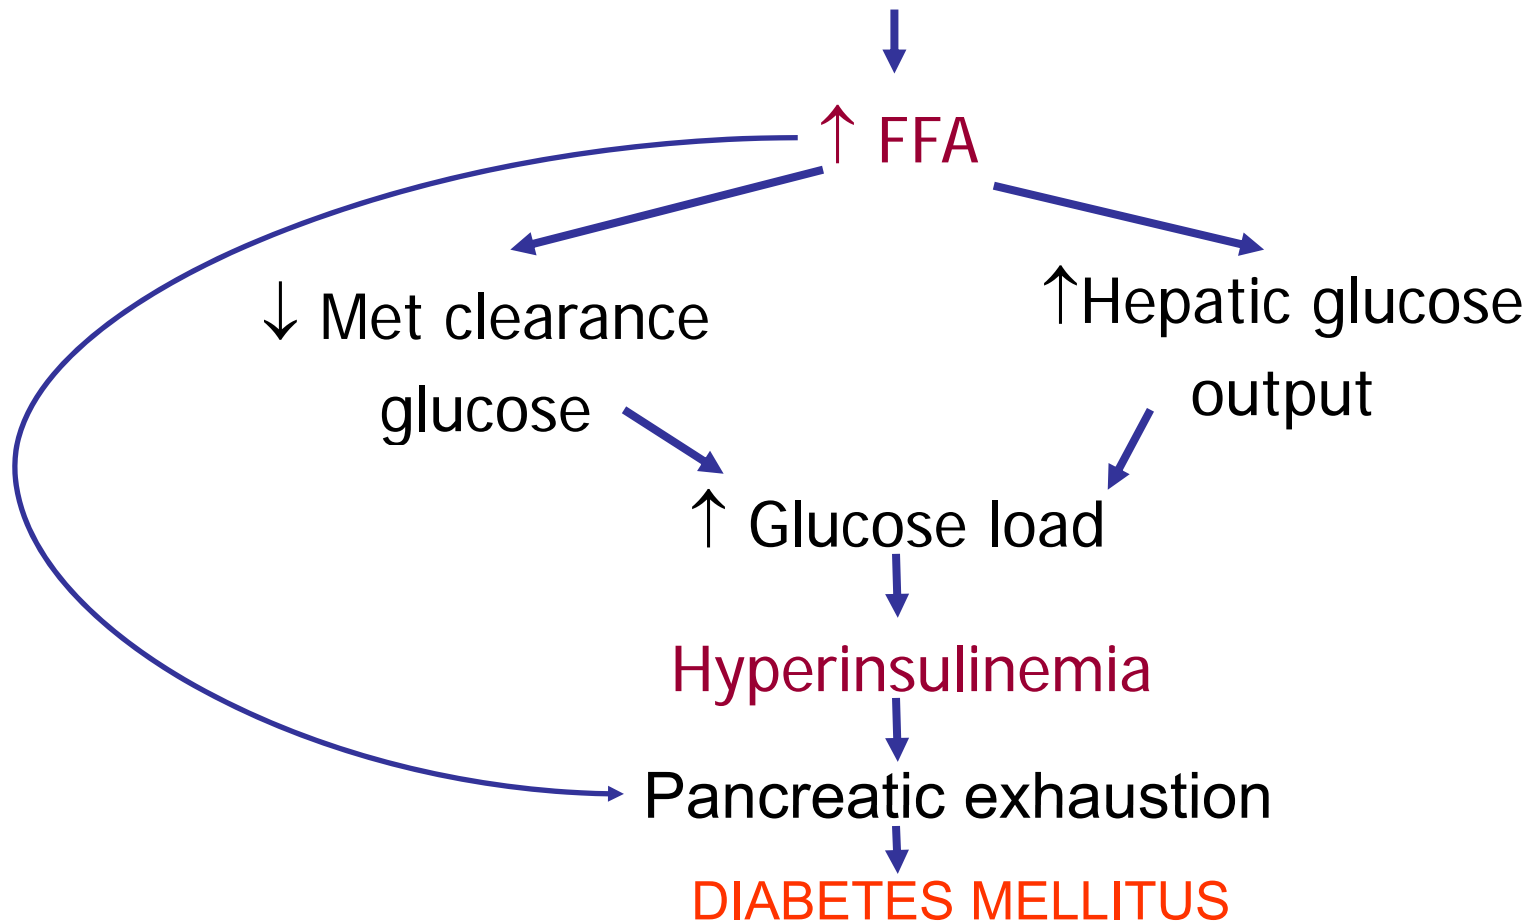 ↑ FFA
↓ Met clearance
glucose
↑Hepatic glucose
output
↑ Glucose load
Hyperinsulinemia
Pancreatic exhaustion
DIABETES MELLITUS